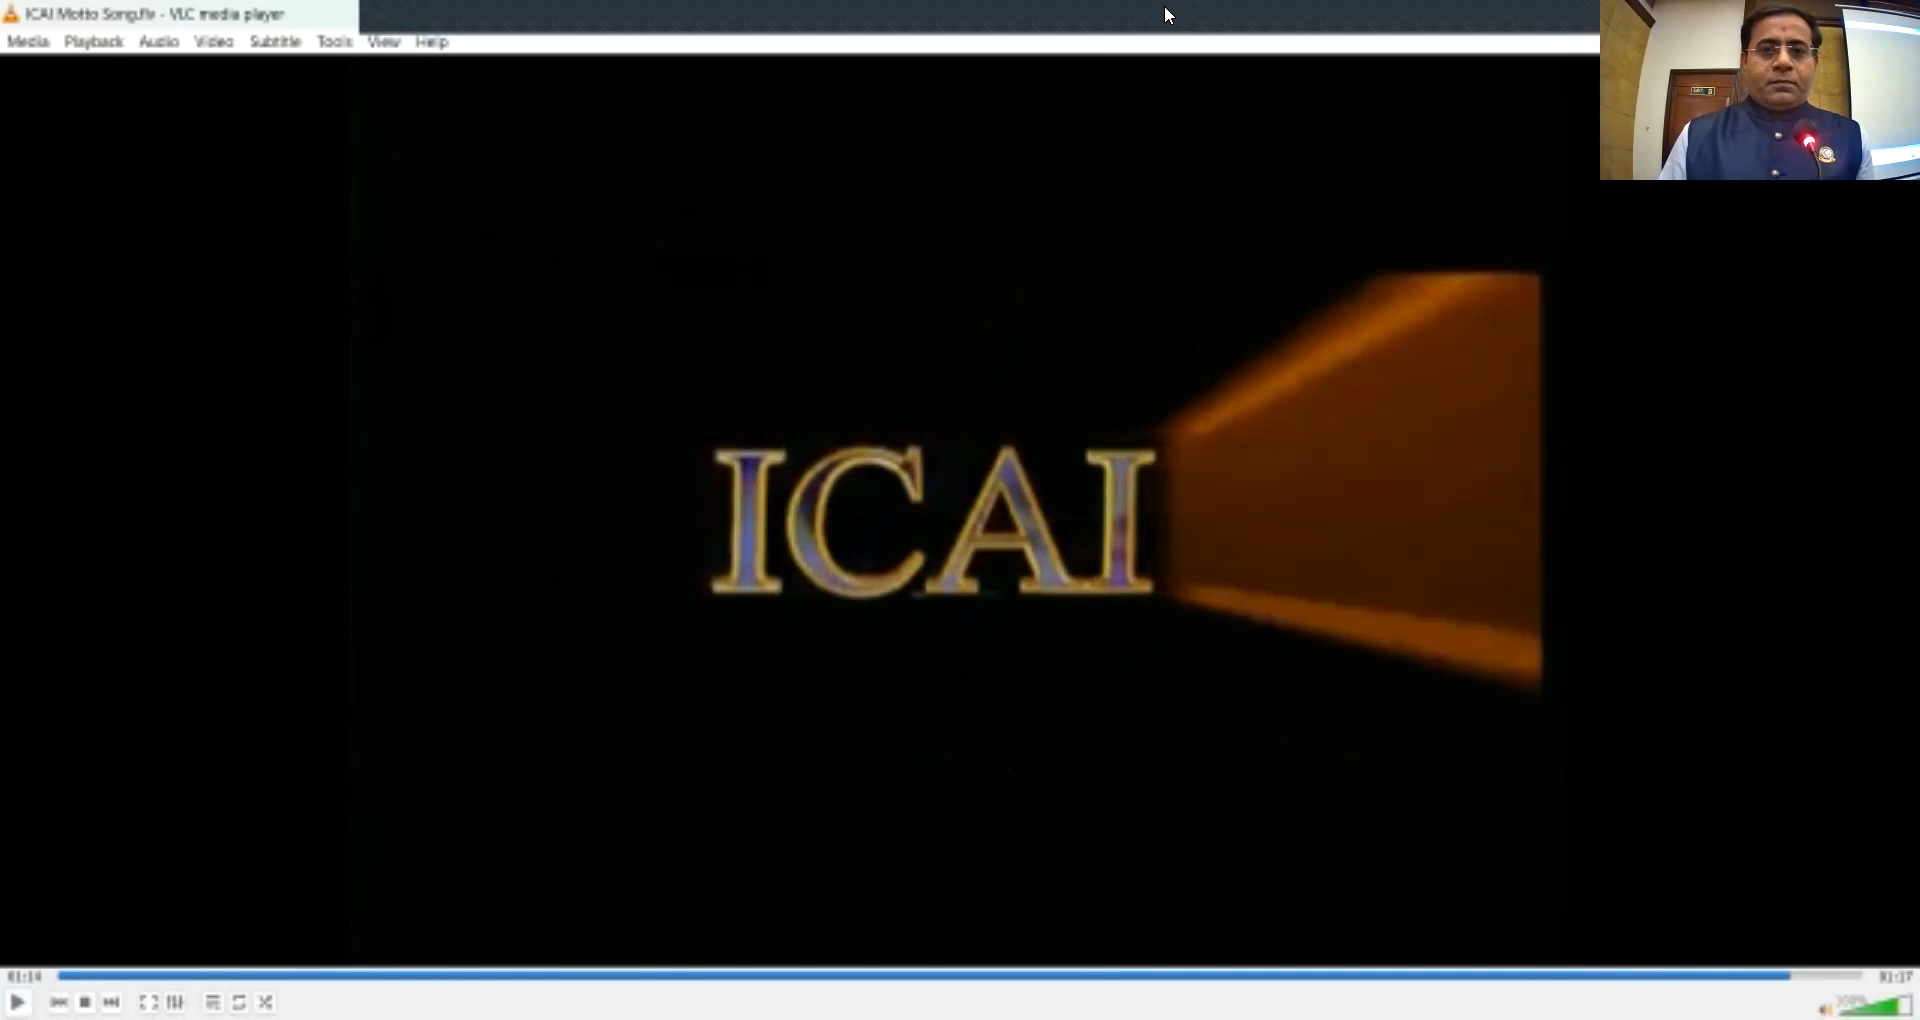 ICAI Motto Song.flv - VLC media player
Media Playback Audio Video Subtitle Tools View Help
ICAI
01:14
01:17
100%